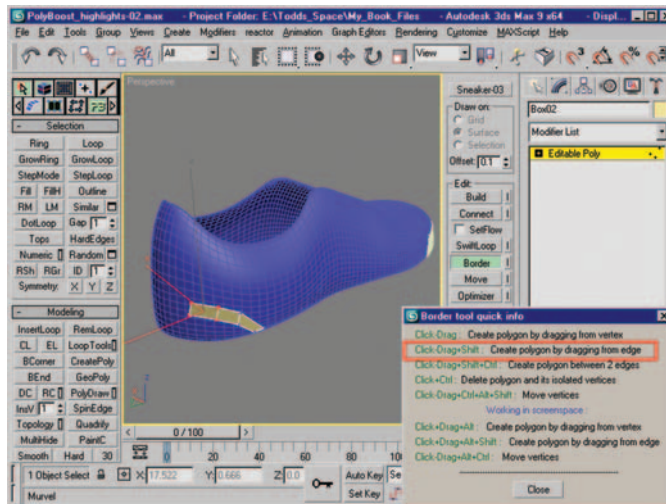 PolyBoost_highlights-02.max - Project Folder: E:\Todds_Space\My_Book_Files - Autodesk 3ds Max 9 x64 - Displ...
File Edit Tools Group Views Create Modifiers reactor Animation Graph Editors Rendering Customize MAXScript Help
All
View
Perspective
Selection
Ring Loop
GrowRing GrowLoop
StepMode StepLoop
Fill FillH Outline
RM LM Similar
DotLoop Gap 1
Tops HardEdges
Numeric Random
RSh RGr ID 1
Symmetry: X Y Z
Modeling
InsertLoop RemLoop
CL EL LoopTools
BCorner CreatePoly
BEnd GeoPoly
DC RC PolyDraw
InsV 1 SpinEdge
Topology Quadrify
MultiHide PaintC
Smooth Hard 30
Sneaker-03
Draw on:
Grid
Surface
Selection
Offset: 0.1
Edit:
Build
Connect
SetFlow
SwiftLoop
Border
Move
Optimizer
Box02
Modifier List
Editable Poly
Border tool quick info
Click-Drag : Create polygon by dragging from vertex
Click-Drag+Shift : Create polygon by dragging from edge
Click-Drag+Shift+Ctrl : Create polygon between 2 edges
Click+Ctrl : Delete polygon and its isolated vertices
Click-Drag+Ctrl+Alt+Shift : Move vertices
Working in screenspace :
Click-Drag+Alt : Create polygon by dragging from vertex
Click-Drag+Alt+Shift : Create polygon by dragging from edge
Click-Drag+Alt+Ctrl : Move vertices
Close
0 / 100
0 20 40 60 80
1 Object Select X: 17.522 Y: 0.666 Z: 0.0 Auto Key
Murvel Set Key